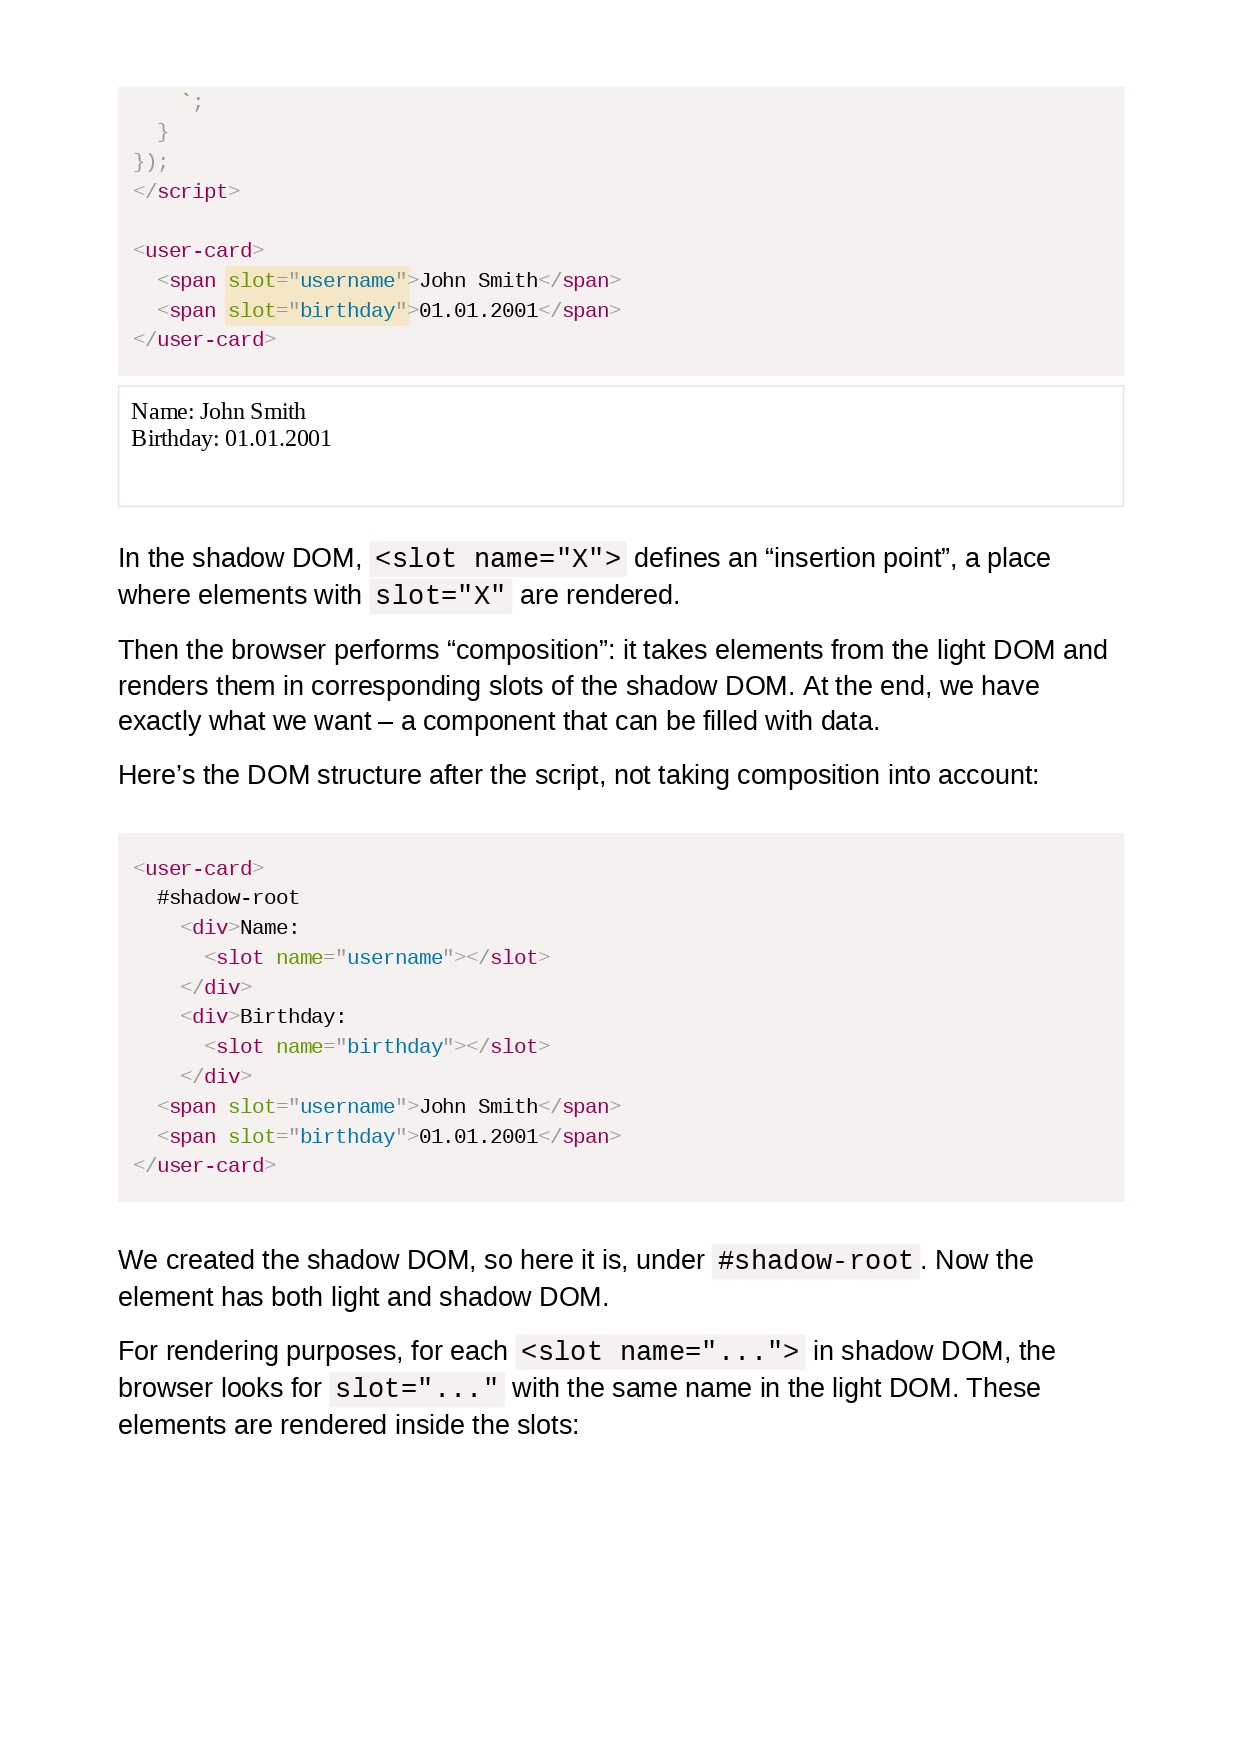 `;
  }
});
</script>

<user-card>
  <span slot="username">John Smith</span>
  <span slot="birthday">01.01.2001</span>
</user-card>
Name: John Smith
Birthday: 01.01.2001
In the shadow DOM, <slot name="X"> defines an “insertion point”, a place
where elements with slot="X" are rendered.
Then the browser performs “composition”: it takes elements from the light DOM and
renders them in corresponding slots of the shadow DOM. At the end, we have
exactly what we want – a component that can be filled with data.
Here’s the DOM structure after the script, not taking composition into account:
<user-card>
  #shadow-root
    <div>Name:
      <slot name="username"></slot>
    </div>
    <div>Birthday:
      <slot name="birthday"></slot>
    </div>
  <span slot="username">John Smith</span>
  <span slot="birthday">01.01.2001</span>
</user-card>
We created the shadow DOM, so here it is, under #shadow-root. Now the
element has both light and shadow DOM.
For rendering purposes, for each <slot name="..."> in shadow DOM, the
browser looks for slot="..." with the same name in the light DOM. These
elements are rendered inside the slots: